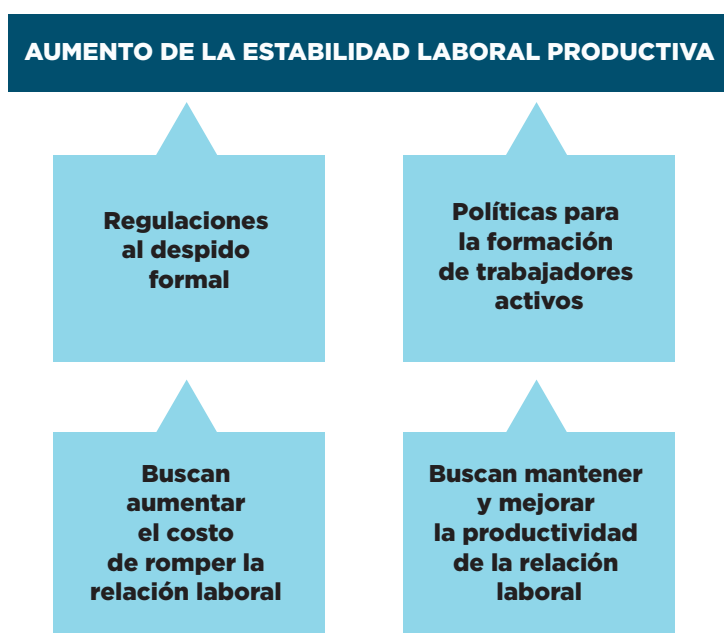 AUMENTO DE LA ESTABILIDAD LABORAL PRODUCTIVA
Regulaciones
al despido
formal
Políticas para
la formación
de trabajadores
activos
Buscan
aumentar
el costo
de romper la
relación laboral
Buscan mantener
y mejorar
la productividad
de la relación
laboral